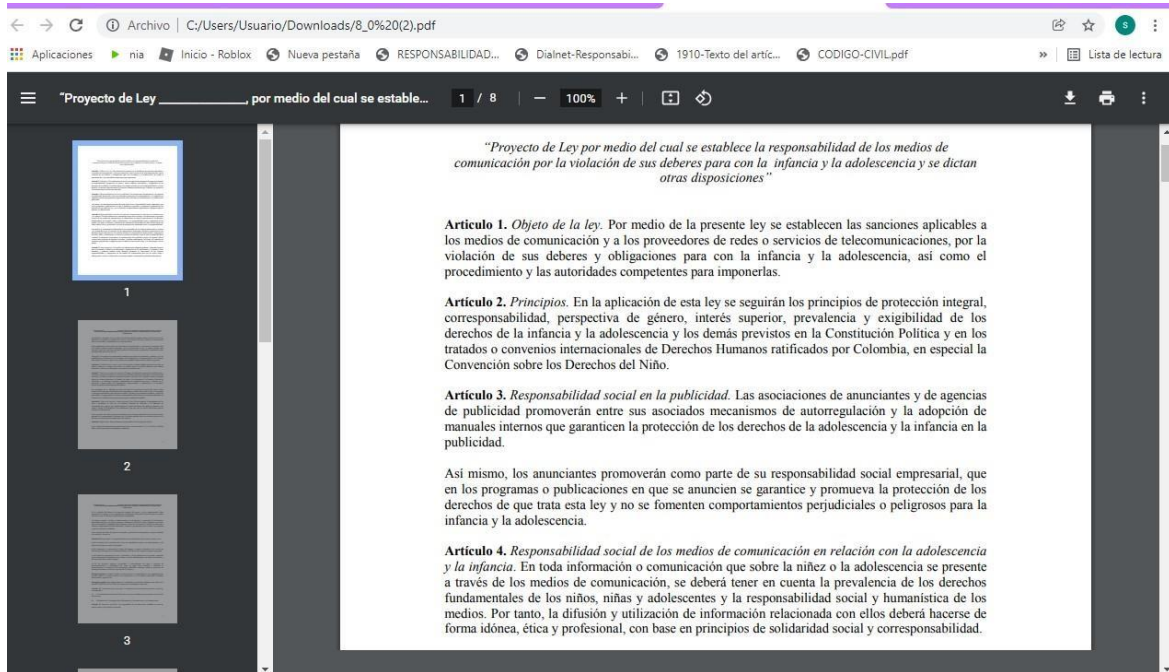 Archivo | C:/Users/Usuario/Downloads/8_0%20(2).pdf
S
Aplicaciones nia Inicio - Roblox Nueva pestaña RESPONSABILIDAD... Dialnet-Responsabi... 1910-Texto del artíc... CODIGO-CIVIL.pdf » Lista de lectura
"Proyecto de Ley ____________, por medio del cual se estable... 1 / 8 | — 100% + |
“Proyecto de Ley por medio del cual se establece la responsabilidad de los medios de
comunicación por la violación de sus deberes para con la infancia y la adolescencia y se dictan
otras disposiciones”
Artículo 1. Objeto de la ley. Por medio de la presente ley se establecen las sanciones aplicables a
los medios de comunicación y a los proveedores de redes o servicios de telecomunicaciones, por la
violación de sus deberes y obligaciones para con la infancia y la adolescencia, así como el
procedimiento y las autoridades competentes para imponerlas.
Artículo 2. Principios. En la aplicación de esta ley se seguirán los principios de protección integral,
corresponsabilidad, perspectiva de género, interés superior, prevalencia y exigibilidad de los
derechos de la infancia y la adolescencia y los demás previstos en la Constitución Política y en los
tratados o convenios internacionales de Derechos Humanos ratificados por Colombia, en especial la
Convención sobre los Derechos del Niño.
Artículo 3. Responsabilidad social en la publicidad. Las asociaciones de anunciantes y de agencias
de publicidad promoverán entre sus asociados mecanismos de autorregulación y la adopción de
manuales internos que garanticen la protección de los derechos de la adolescencia y la infancia en la
publicidad.
Así mismo, los anunciantes promoverán como parte de su responsabilidad social empresarial, que
en los programas o publicaciones en que se anuncien se garantice y promueva la protección de los
derechos de que trata esta ley y no se fomenten comportamientos perjudiciales o peligrosos para la
infancia y la adolescencia.
Artículo 4. Responsabilidad social de los medios de comunicación en relación con la adolescencia
y la infancia. En toda información o comunicación que sobre la niñez o la adolescencia se presente
a través de los medios de comunicación, se deberá tener en cuenta la prevalencia de los derechos
fundamentales de los niños, niñas y adolescentes y la responsabilidad social y humanística de los
medios. Por tanto, la difusión y utilización de información relacionada con ellos deberá hacerse de
forma idónea, ética y profesional, con base en principios de solidaridad social y corresponsabilidad.
1
2
3